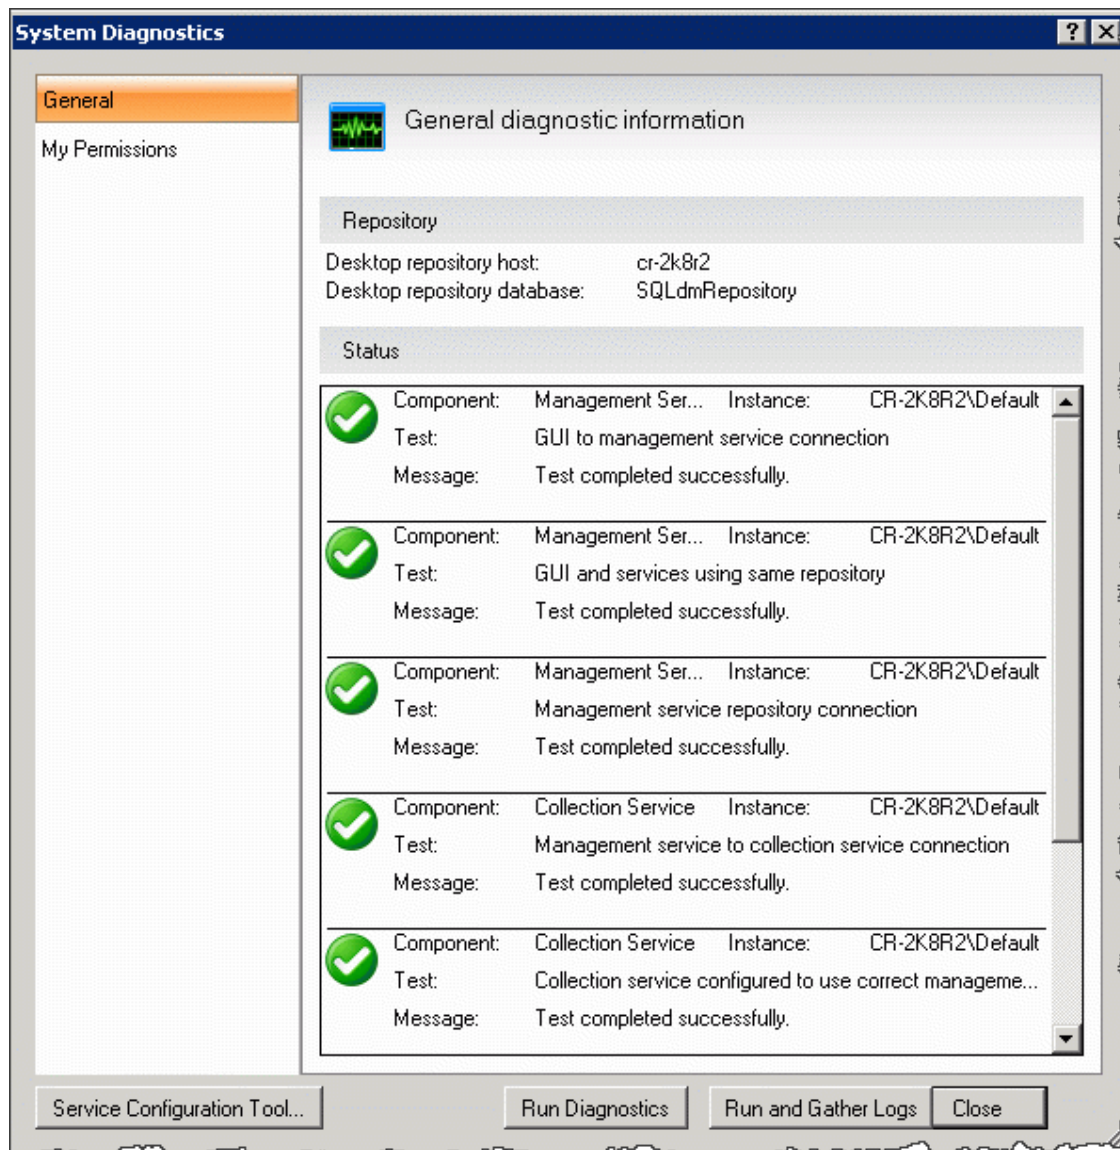 System Diagnostics
General
My Permissions
General diagnostic information
Repository
Desktop repository host: cr-2k8r2
Desktop repository database: SQLdmRepository
Status
Component: Management Ser... Instance: CR-2K8R2\Default
Test: GUI to management service connection
Message: Test completed successfully.
Component: Management Ser... Instance: CR-2K8R2\Default
Test: GUI and services using same repository
Message: Test completed successfully.
Component: Management Ser... Instance: CR-2K8R2\Default
Test: Management service repository connection
Message: Test completed successfully.
Component: Collection Service Instance: CR-2K8R2\Default
Test: Management service to collection service connection
Message: Test completed successfully.
Component: Collection Service Instance: CR-2K8R2\Default
Test: Collection service configured to use correct manageme...
Message: Test completed successfully.
Service Configuration Tool... Run Diagnostics Run and Gather Logs Close